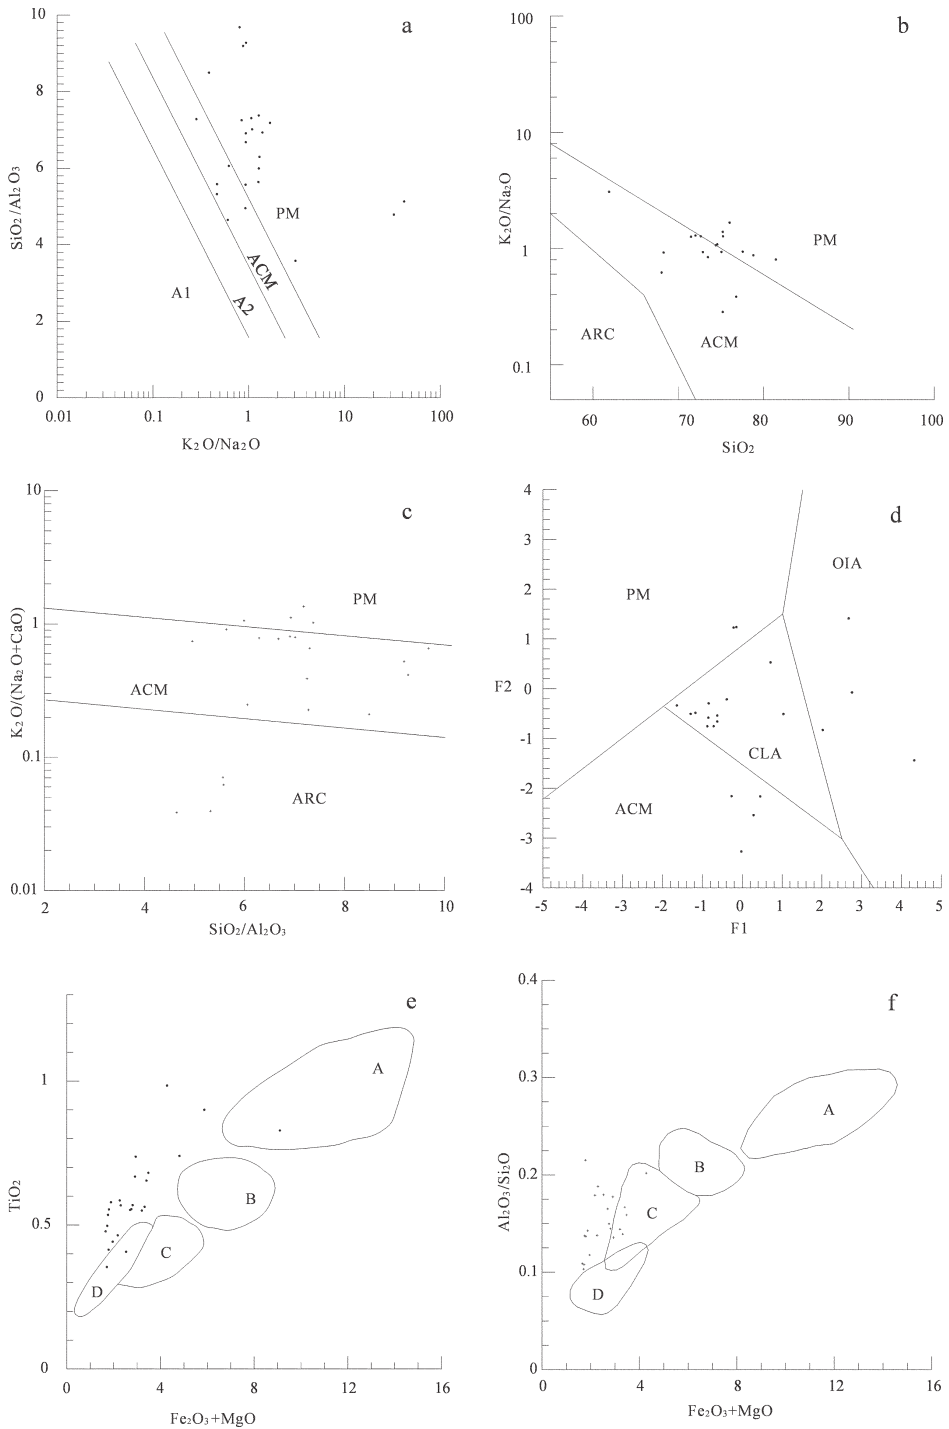 a
10
8
6
4
2
0
SiO₂/Al₂O₃
PM
ACM
A2
A1
0.01 0.1 1 10 100
K₂O/Na₂O
b
100
10
1
0.1
K₂O/Na₂O
PM
ARC
ACM
60 70 80 90 100
SiO₂
c
10
1
0.1
0.01
K₂O/(Na₂O+CaO)
PM
ACM
ARC
2 4 6 8 10
SiO₂/Al₂O₃
d
4
3
2
1
0
-1
-2
-3
-4
F2
OIA
PM
CLA
ACM
-5 -4 -3 -2 -1 0 1 2 3 4 5
F1
e
1
0.5
0
TiO₂
A
B
C
D
0 4 8 12 16
Fe₂O₃+MgO
f
0.4
0.3
0.2
0.1
0
Al₂O₃/Si₂O
A
B
C
D
0 4 8 12 16
Fe₂O₃+MgO